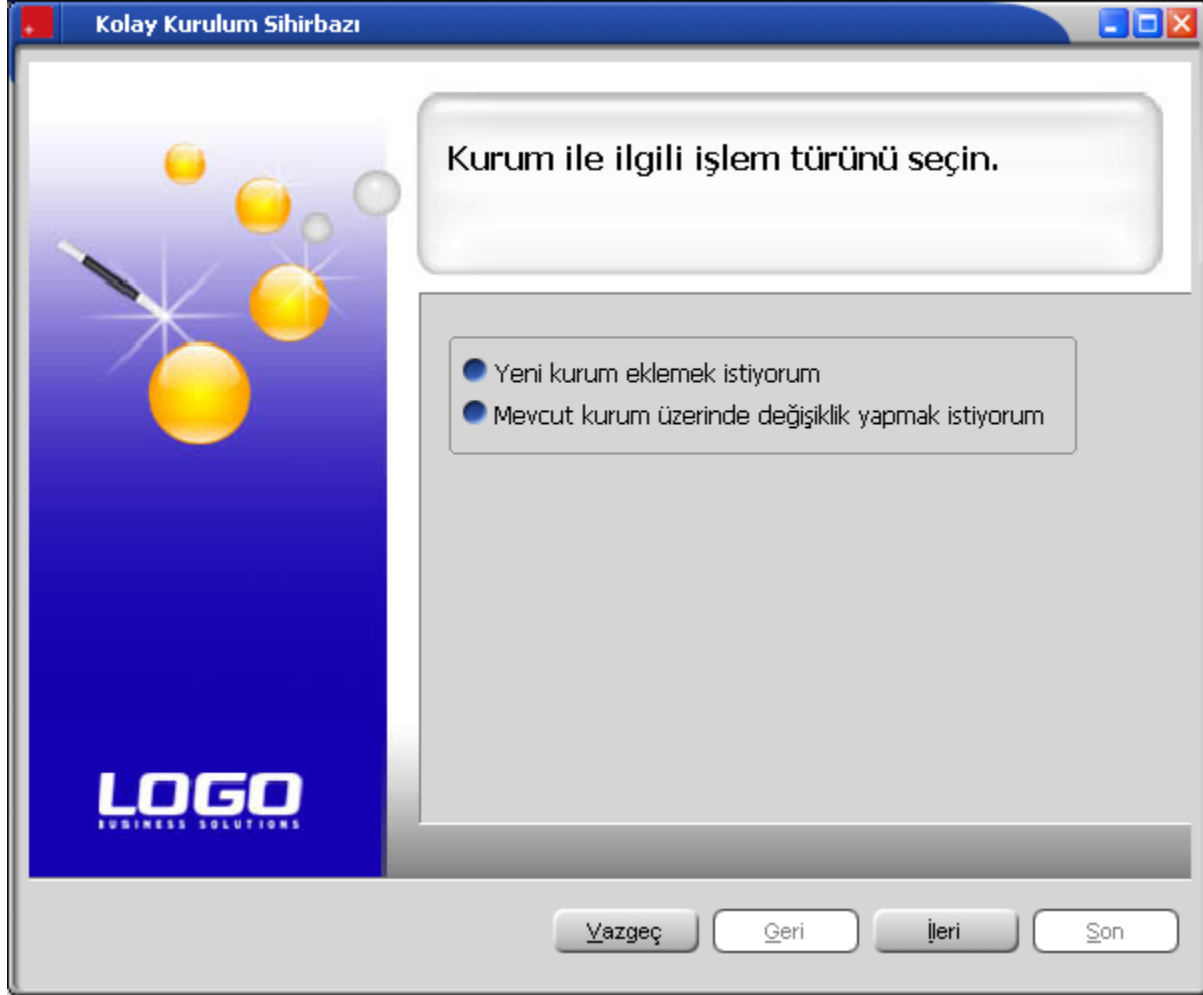 Kolay Kurulum Sihirbazı
Kurum ile ilgili işlem türünü seçin.
Yeni kurum eklemek istiyorum
Mevcut kurum üzerinde değişiklik yapmak istiyorum
LOGO
BUSINESS SOLUTIONS
Vazgeç
Geri
İleri
Son